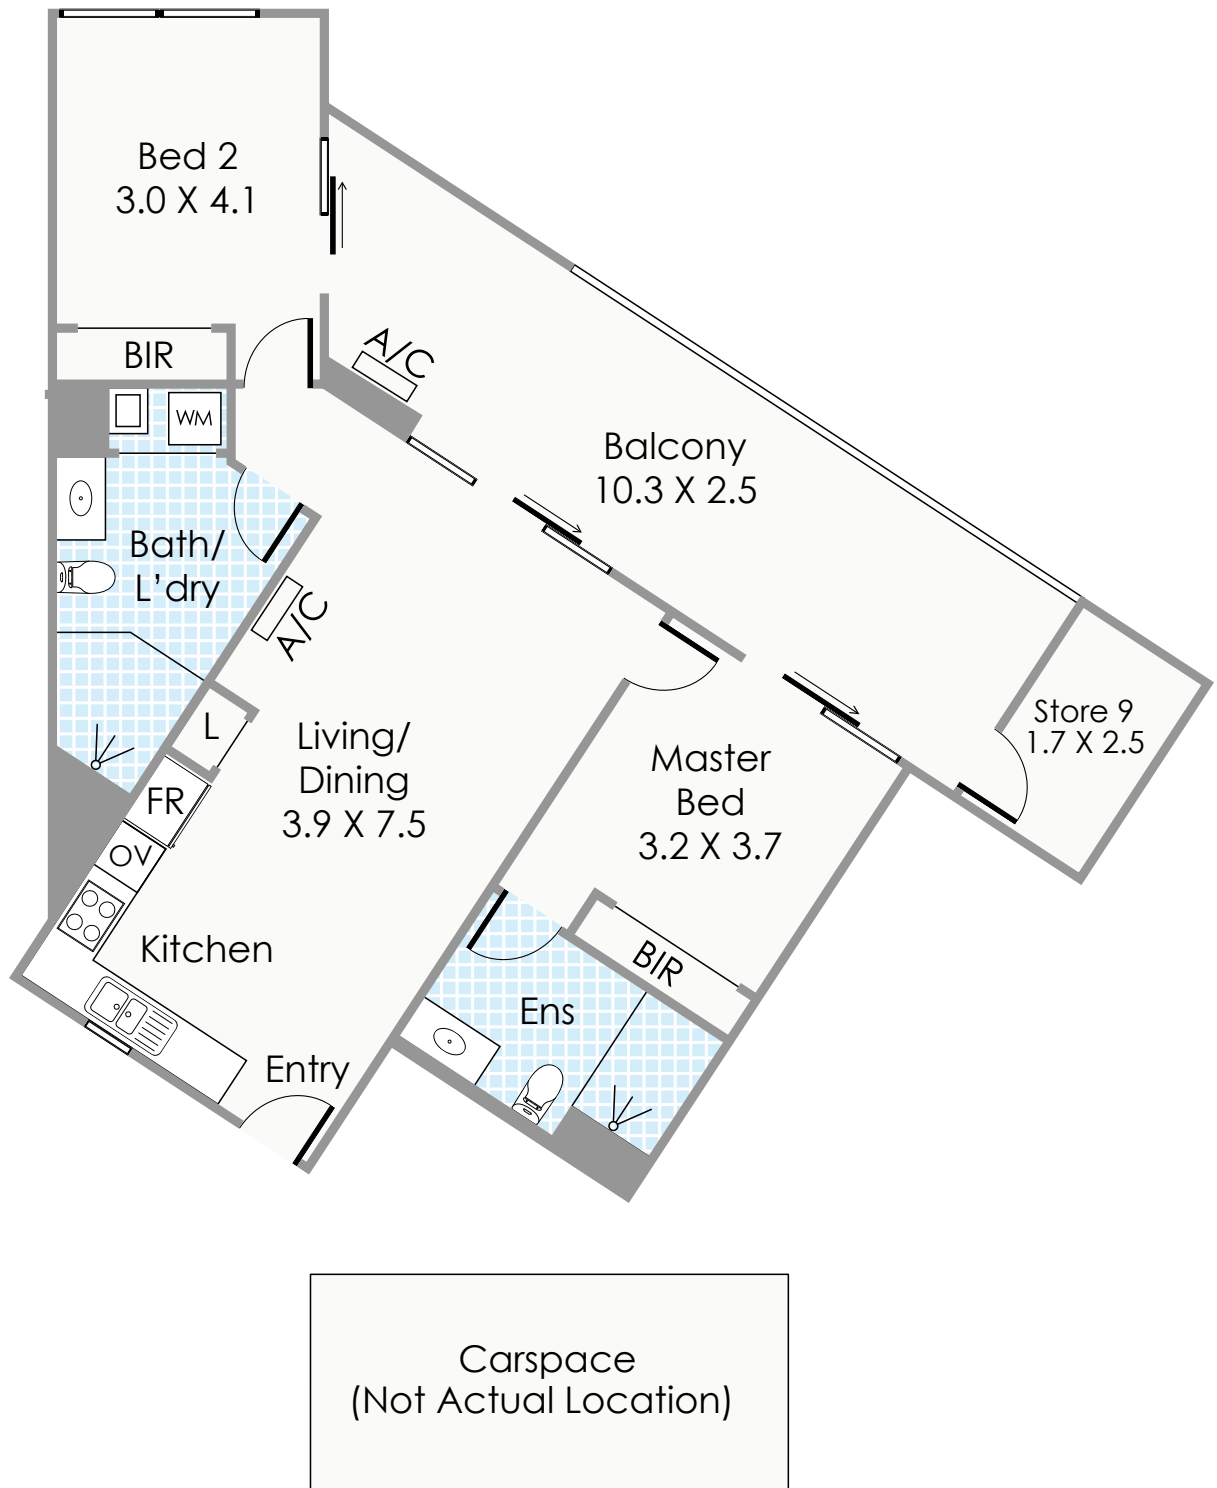 Bed 2
3.0 X 4.1
BIR
A/C
WM
Balcony
10.3 X 2.5
Bath/
L'dry
A/C
Store 9
1.7 X 2.5
L
Living/
Dining
3.9 X 7.5
Master
Bed
3.2 X 3.7
FR
OV
Kitchen
BIR
Ens
Entry
Carspace
(Not Actual Location)